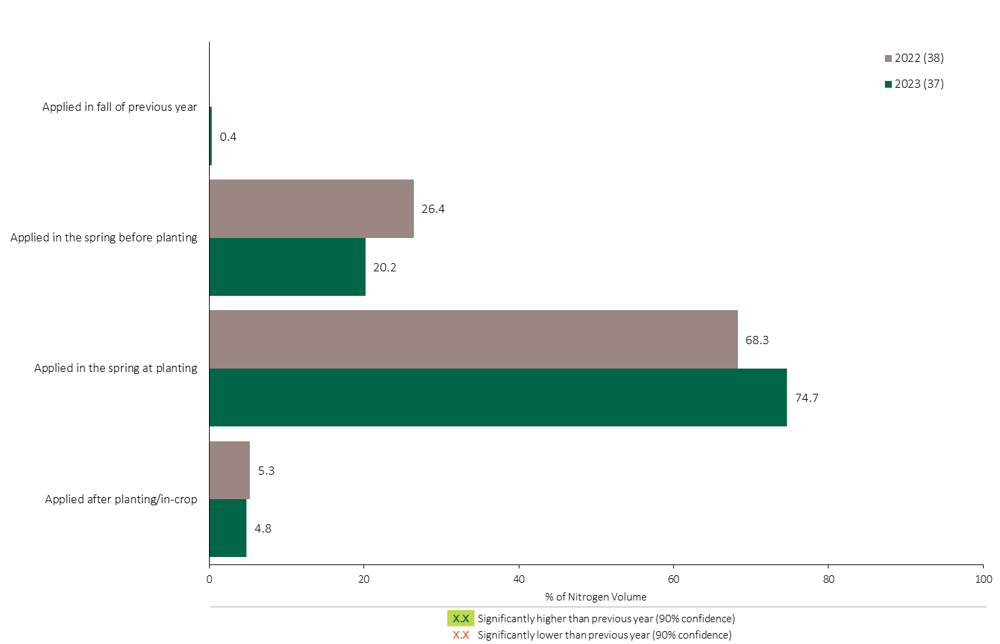 2022 (38)
2023 (37)
Applied in fall of previous year
0.4
26.4
Applied in the spring before planting
20.2
68.3
Applied in the spring at planting
74.7
5.3
Applied after planting/in-crop
4.8
0 20 40 60 80 100
% of Nitrogen Volume
X.X Significantly higher than previous year (90% confidence)
X.X Significantly lower than previous year (90% confidence)